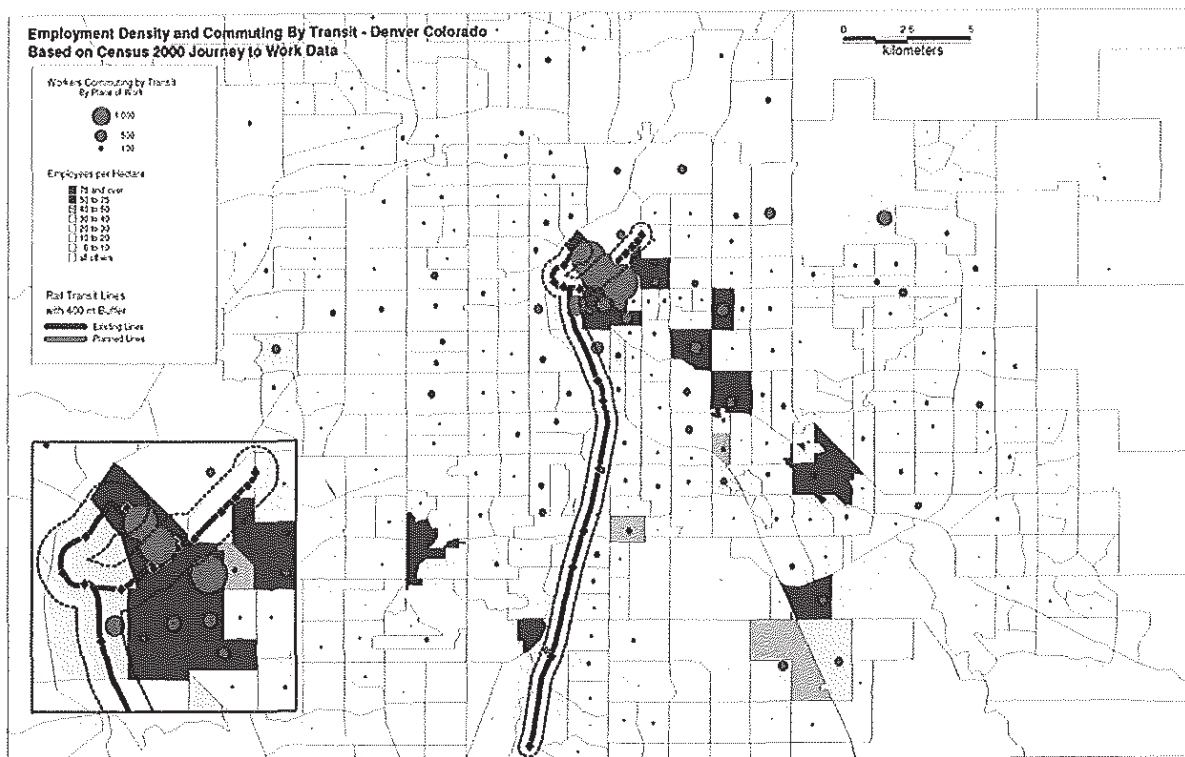 Employment Density and Commuting By Transit - Denver Colorado
Based on Census 2000 Journey to Work Data
0 2.5 5
kilometers
Workers Commuting by Transit
By Place of Work
1,000
500
100
Employees per Hectare
75 and over
50 to 75
40 to 50
30 to 40
20 to 30
10 to 20
all others
Rail Transit Lines
with 400 mt Buffer
Existing Lines
Planned Lines